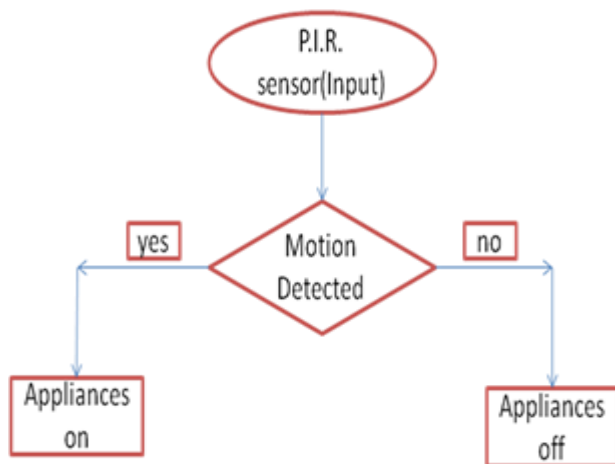 P.I.R.
sensor(Input)
yes
Motion
Detected
no
Appliances
on
Appliances
off